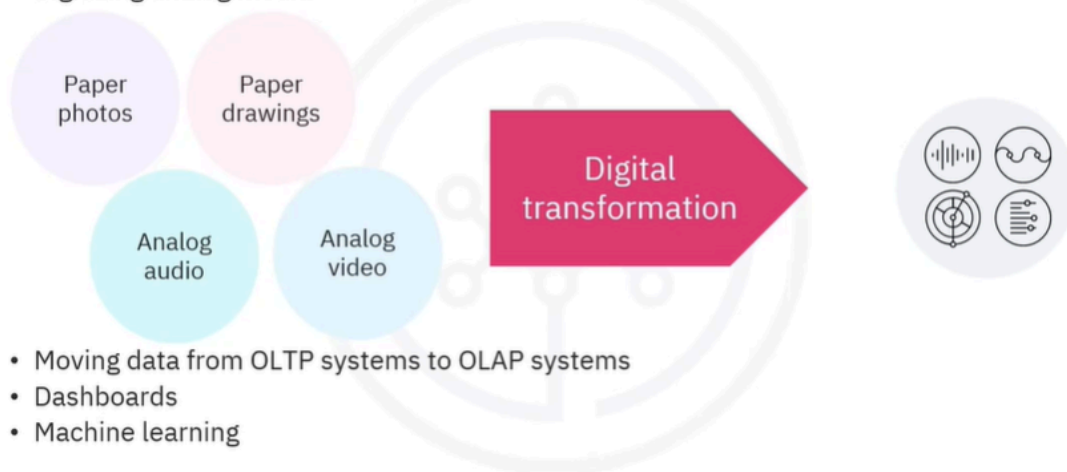 Paper
photos
Paper
drawings
Analog
audio
Analog
video
Digital
transformation
• Moving data from OLTP systems to OLAP systems
• Dashboards
• Machine learning